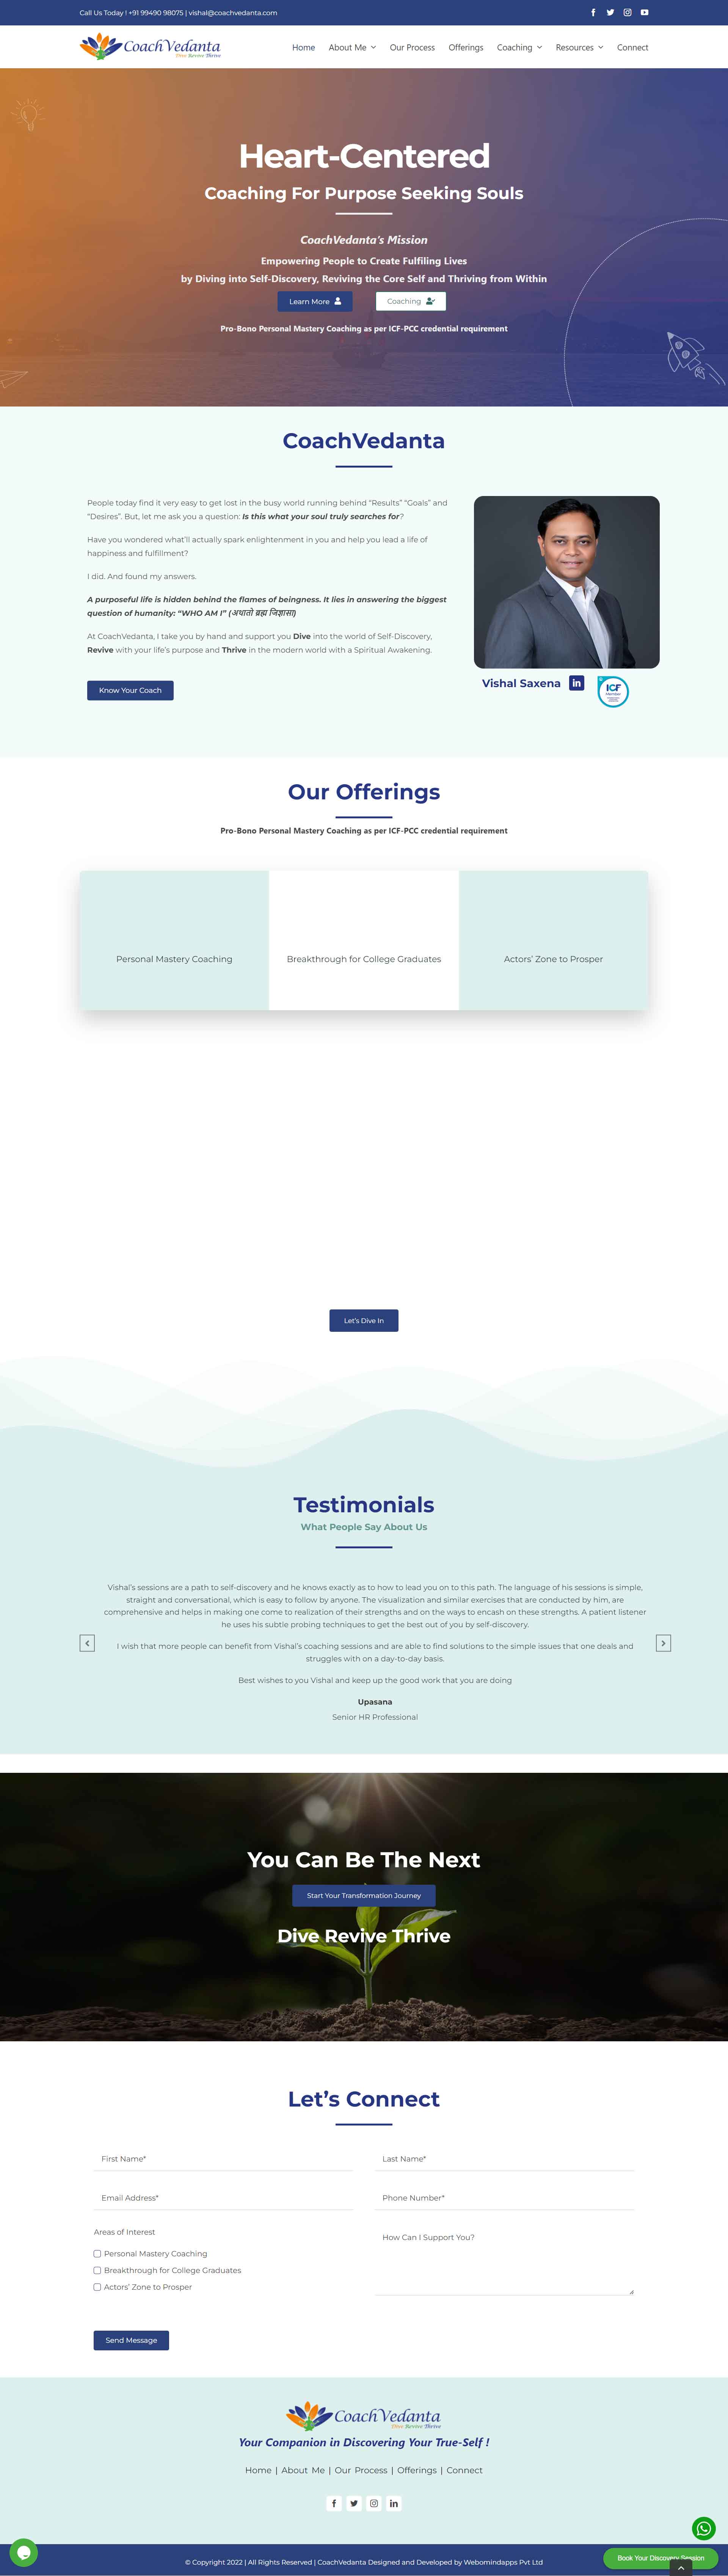 Call Us Today ! +91 99490 98075 | vishal@coachvedanta.com
CoachVedanta
Dive Revive Thrive
Home About Me Our Process Offerings Coaching Resources Connect
Heart-Centered
Coaching For Purpose Seeking Souls
CoachVedanta's Mission
Empowering People to Create Fulfiling Lives
by Diving into Self-Discovery, Reviving the Core Self and Thriving from Within
Learn More
Coaching
Pro-Bono Personal Mastery Coaching as per ICF-PCC credential requirement
CoachVedanta
People today find it very easy to get lost in the busy world running behind “Results” “Goals” and
“Desires”. But, let me ask you a question: Is this what your soul truly searches for?
Have you wondered what’ll actually spark enlightenment in you and help you lead a life of
happiness and fulfillment?
I did. And found my answers.
A purposeful life is hidden behind the flames of beingness. It lies in answering the biggest
question of humanity: “WHO AM I” (अथातो ब्रह्म जिज्ञासा)
At CoachVedanta, I take you by hand and support you Dive into the world of Self-Discovery,
Revive with your life’s purpose and Thrive in the modern world with a Spiritual Awakening.
Know Your Coach
Vishal Saxena
in
ICF
Member
Our Offerings
Pro-Bono Personal Mastery Coaching as per ICF-PCC credential requirement
Personal Mastery Coaching
Breakthrough for College Graduates
Actors’ Zone to Prosper
Let’s Dive In
Testimonials
What People Say About Us
Vishal’s sessions are a path to self-discovery and he knows exactly as to how to lead you on to this path. The language of his sessions is simple,
straight and conversational, which is easy to follow by anyone. The visualization and similar exercises that are conducted by him, are
comprehensive and helps in making one come to realization of their strengths and on the ways to encash on these strengths. A patient listener
he uses his subtle probing techniques to get the best out of you by self-discovery.
I wish that more people can benefit from Vishal’s coaching sessions and are able to find solutions to the simple issues that one deals and
struggles with on a day-to-day basis.
Best wishes to you Vishal and keep up the good work that you are doing
Upasana
Senior HR Professional
You Can Be The Next
Start Your Transformation Journey
Dive Revive Thrive
Let’s Connect
First Name*
Last Name*
Email Address*
Phone Number*
Areas of Interest
Personal Mastery Coaching
Breakthrough for College Graduates
Actors’ Zone to Prosper
How Can I Support You?
Send Message
CoachVedanta
Dive Revive Thrive
Your Companion in Discovering Your True-Self !
Home | About Me | Our Process | Offerings | Connect
© Copyright 2022 | All Rights Reserved | CoachVedanta Designed and Developed by Webomindapps Pvt Ltd
Book Your Discovery Session